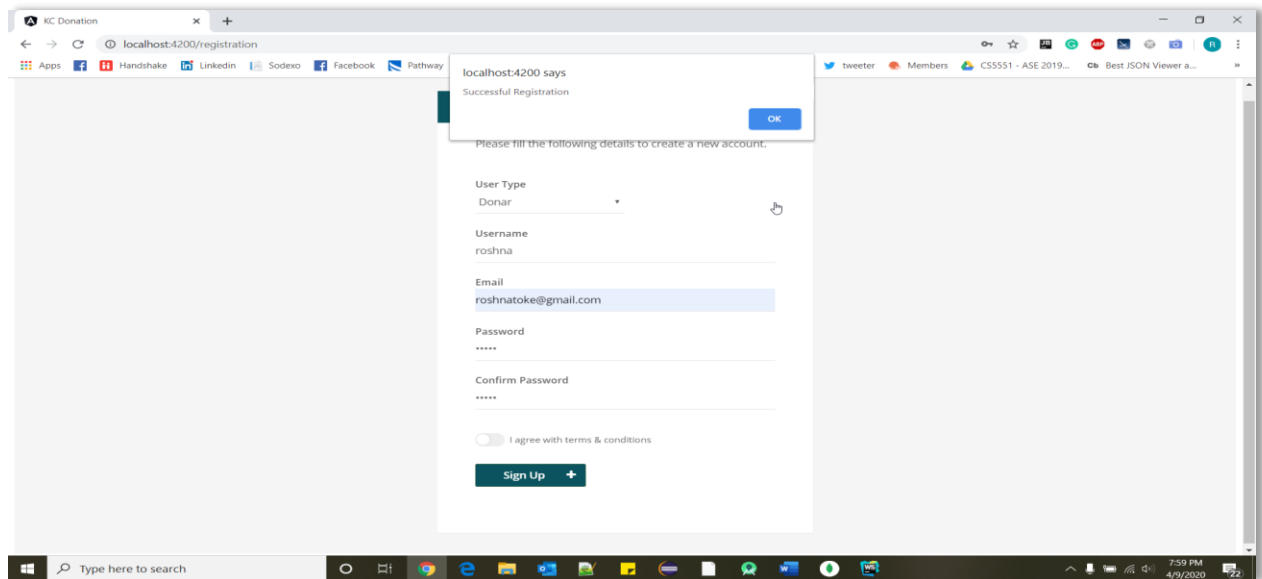 KC Donation
localhost:4200/registration
Apps Handshake Linkedin Sodexo Facebook Pathway tweeter Members CS5551 - ASE 2019... Cb Best JSON Viewer a... »
localhost:4200 says
Successful Registration
OK
Please fill the following details to create a new account.
User Type
Donar
Username
roshna
Email
roshnatoke@gmail.com
Password
•••••
Confirm Password
•••••
I agree with terms & conditions
Sign Up +
Type here to search
7:59 PM
4/9/2020
22